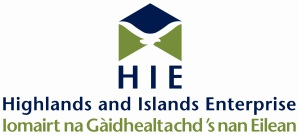 HIE
Highlands and Islands Enterprise
Iomairt na Gàidhealtachd 's nan Eilean